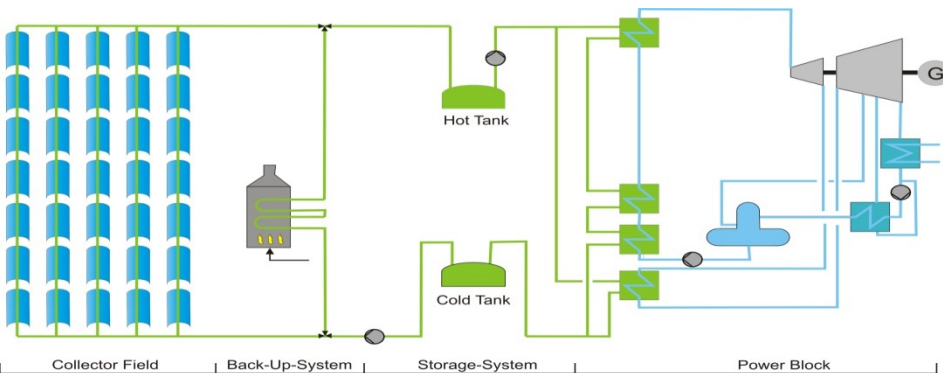 G
Hot Tank
Cold Tank
Collector Field
Back-Up-System
Storage-System
Power Block